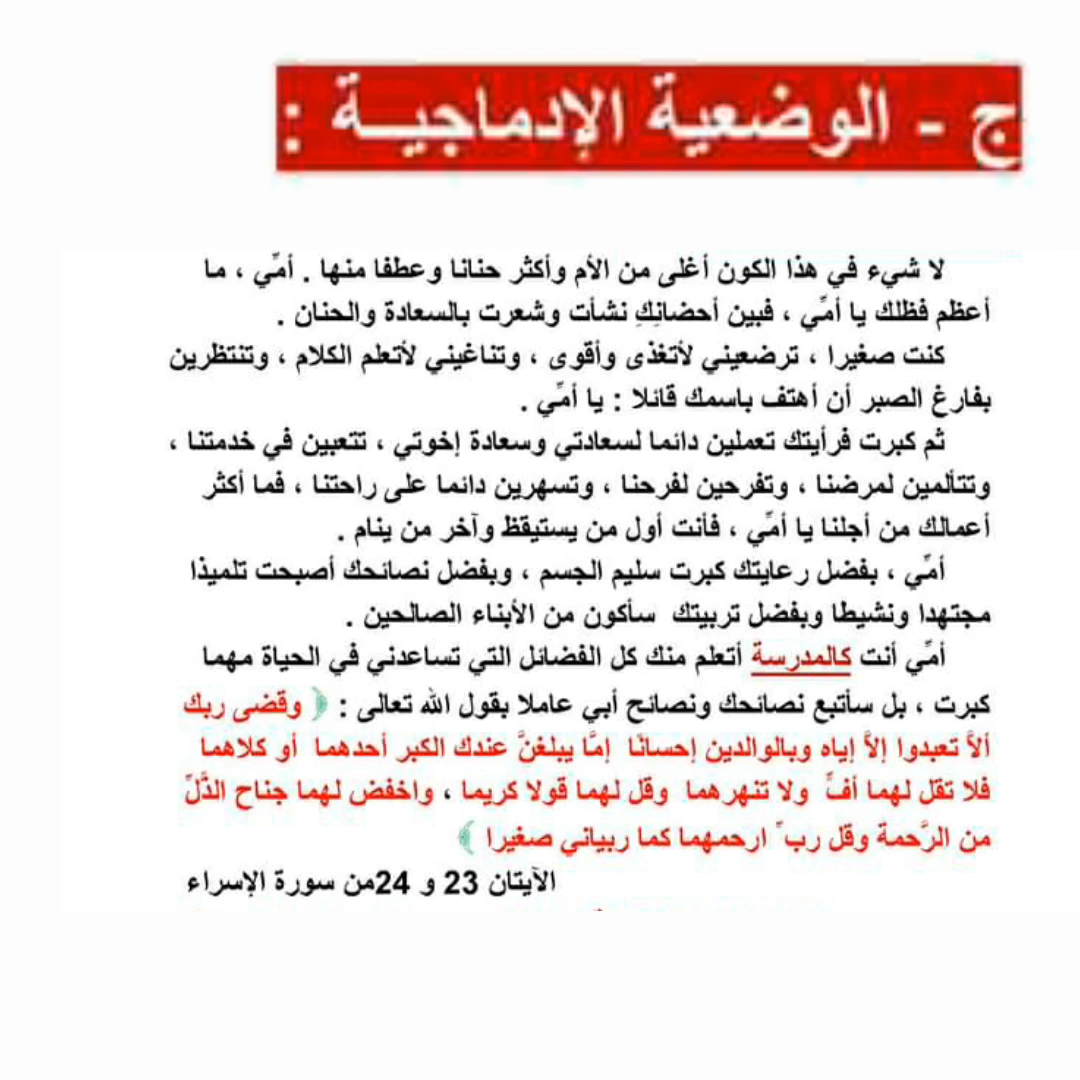 ج - الوضعية الإدماجيـة :
لا شيء في هذا الكون أغلى من الأم وأكثر حنانا وعطفا منها . أمِّي ، ما
أعظم فظلك يا أمِّي ، فبين أحضانِكِ نشأت وشعرت بالسعادة والحنان .
كنت صغيرا ، ترضعيني لأتغذى وأقوى ، وتناغيني لأتعلم الكلام ، وتنتظرين
بفارغ الصبر أن أهتف باسمك قائلا : يا أمِّي .
ثم كبرت فرأيتك تعملين دائما لسعادتي وسعادة إخوتي ، تتعبين في خدمتنا ،
وتتألمين لمرضنا ، وتفرحين لفرحنا ، وتسهرين دائما على راحتنا ، فما أكثر
أعمالك من أجلنا يا أمِّي ، فأنت أول من يستيقظ وآخر من ينام .
أمِّي ، بفضل رعايتك كبرت سليم الجسم ، وبفضل نصائحك أصبحت تلميذا
مجتهدا ونشيطا وبفضل تربيتك سأكون من الأبناء الصالحين .
أمِّي أنت كالمدرسة أتعلم منك كل الفضائل التي تساعدني في الحياة مهما
كبرت ، بل سأتبع نصائحك ونصائح أبي عاملا بقول الله تعالى : ﴿ وقضى ربك
ألاَّ تعبدوا إلاَّ إياه وبالوالدين إحسانًا إمَّا يبلغنَّ عندك الكبر أحدهما أو كلاهما
فلا تقل لهما أفٍّ ولا تنهرهما وقل لهما قولا كريما ، واخفض لهما جناح الذُّلِّ
من الرَّحمة وقل ربِّ ارحمهما كما ربياني صغيرا ﴾
الآيتان 23 و 24من سورة الإسراء